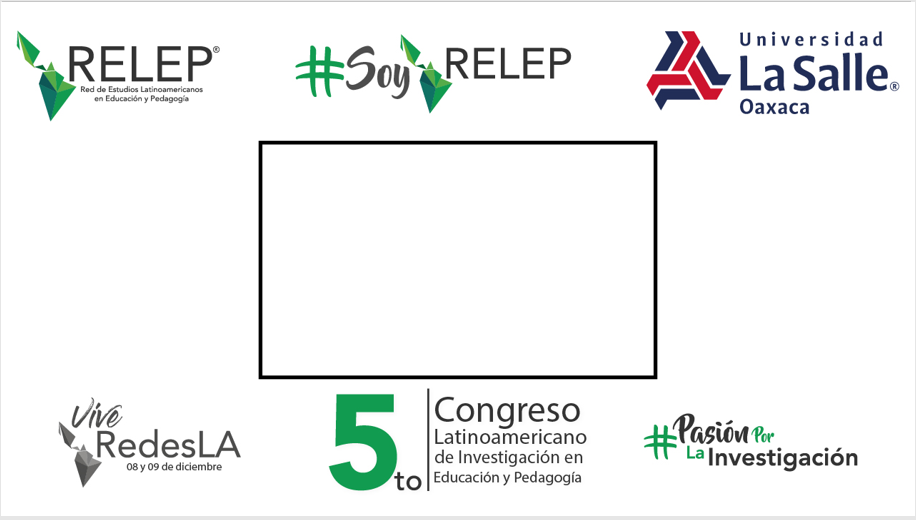 RELEP®
Red de Estudios Latinoamericanos
en Educación y Pedagogía
#Soy RELEP
Universidad
La Salle®
Oaxaca
Vive
RedesLA
08 y 09 de diciembre
5to
Congreso
Latinoamericano
de Investigación en
Educación y Pedagogía
#Pasión Por
La Investigación